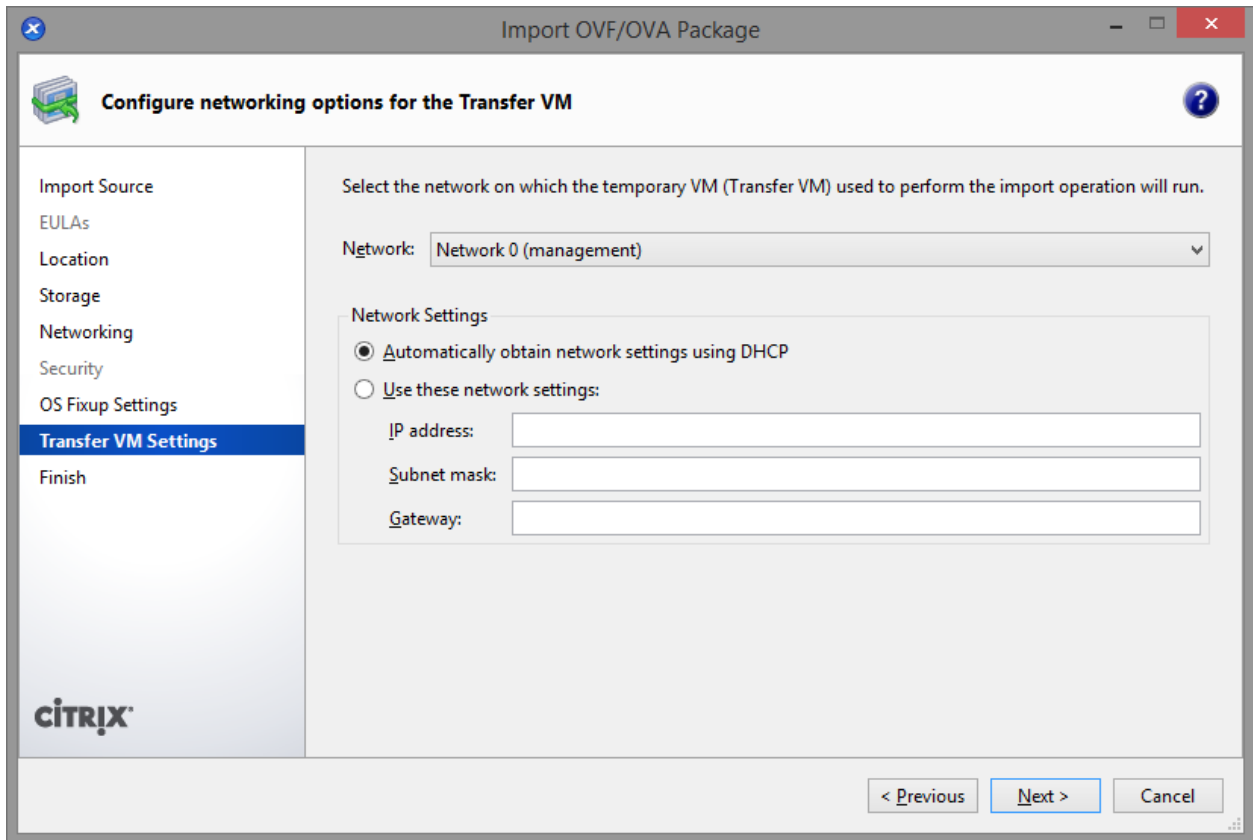 Import OVF/OVA Package
Configure networking options for the Transfer VM
?
Import Source
EULAs
Location
Storage
Networking
Security
OS Fixup Settings
Transfer VM Settings
Finish
CITRIX
Select the network on which the temporary VM (Transfer VM) used to perform the import operation will run.
Network: Network 0 (management)
Network Settings
Automatically obtain network settings using DHCP
Use these network settings:
IP address:
Subnet mask:
Gateway:
< Previous Next > Cancel